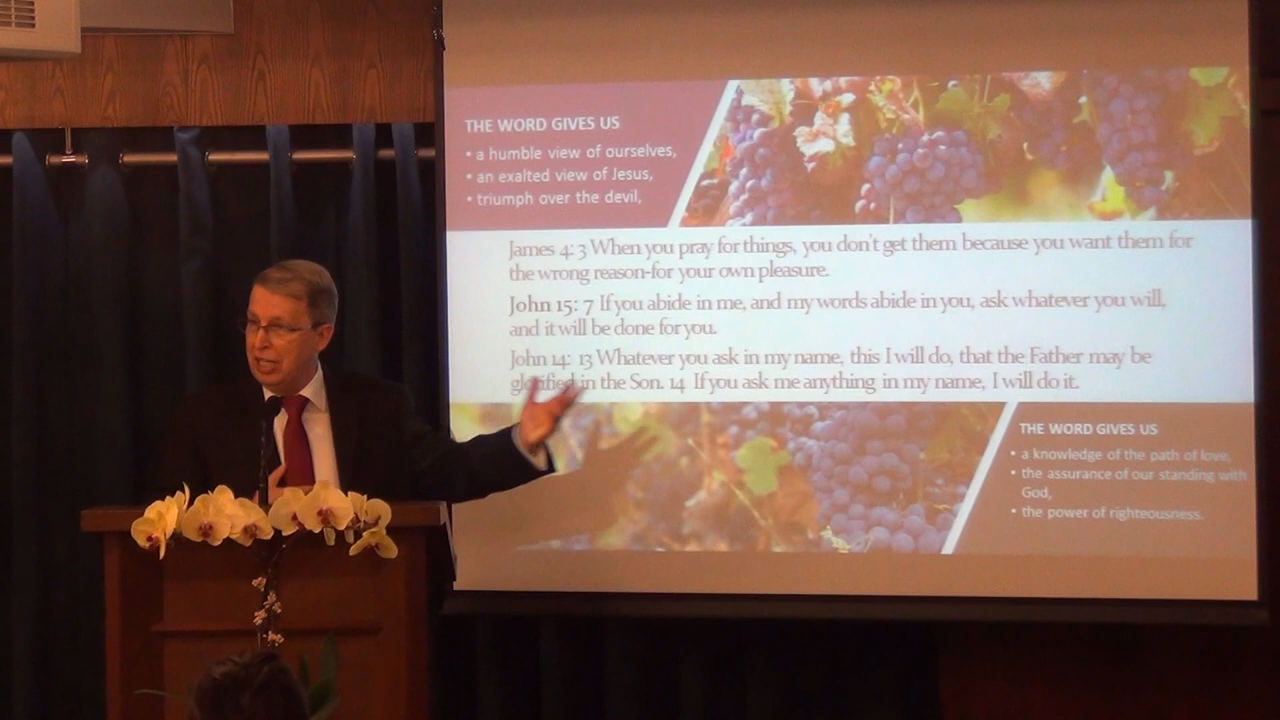 THE WORD GIVES US
• a humble view of ourselves,
• an exalted view of Jesus,
• triumph over the devil,
James 4: 3 When you pray for things, you don't get them because you want them for
the wrong reason-for your own pleasure.
John 15: 7 If you abide in me, and my words abide in you, ask whatever you will,
and it will be done for you.
John 14: 13 Whatever you ask in my name, this I will do, that the Father may be
glorified in the Son. 14 If you ask me anything in my name, I will do it.
THE WORD GIVES US
• a knowledge of the path of love,
• the assurance of our standing with
God,
• the power of righteousness.